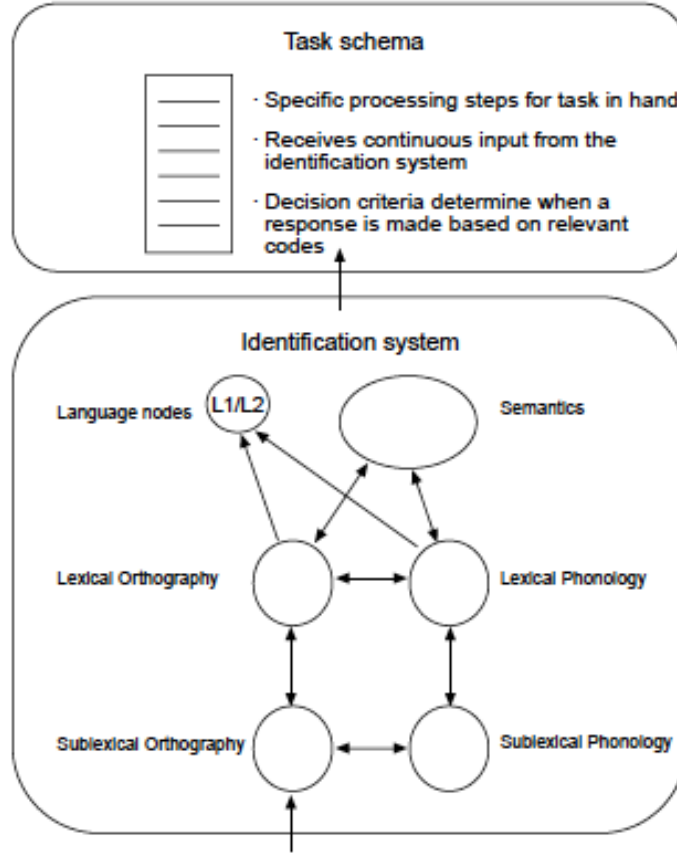 Task schema
· Specific processing steps for task in hand
· Receives continuous input from the
identification system
· Decision criteria determine when a
response is made based on relevant
codes
Identification system
Language nodes
L1/L2
Semantics
Lexical Orthography
Lexical Phonology
Sublexical Orthography
Sublexical Phonology